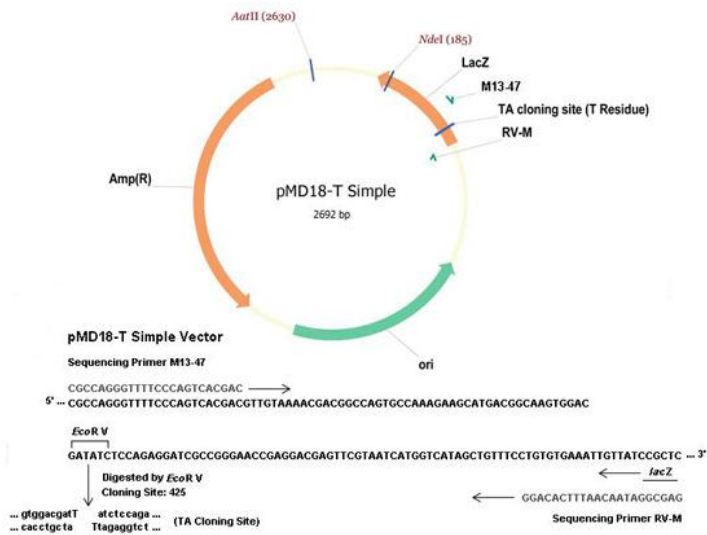 AatII (2630)
NdeI (185)
LacZ
M13-47
TA cloning site (T Residue)
RV-M
Amp(R)
pMD18-T Simple
2692 bp
ori
pMD18-T Simple Vector
Sequencing Primer M13-47
CGCCAGGGTTTTCCCAGTCACGAC
5' ... CGCCAGGGTTTTCCCAGTCACGACGTTGTAAAACGACGGCCAGTGCCAAAGAAGCATGACGGCAAGTGGAC
EcoR V
GATATCTCCAGAGGATCGCCGGGAACCGAGGACGAGTTCGTAATCATGGTCATAGCTGTTTCCTGTGTGAAATTGTTATCCGCTC ... 3'
Digested by EcoR V
lacZ
Cloning Site: 425
GGACACTTTAACAATAGGCGAG
... gtggacgatT atctccaga ...
... cacctgcta Ttagaggtct ...
(TA Cloning Site)
Sequencing Primer RV-M